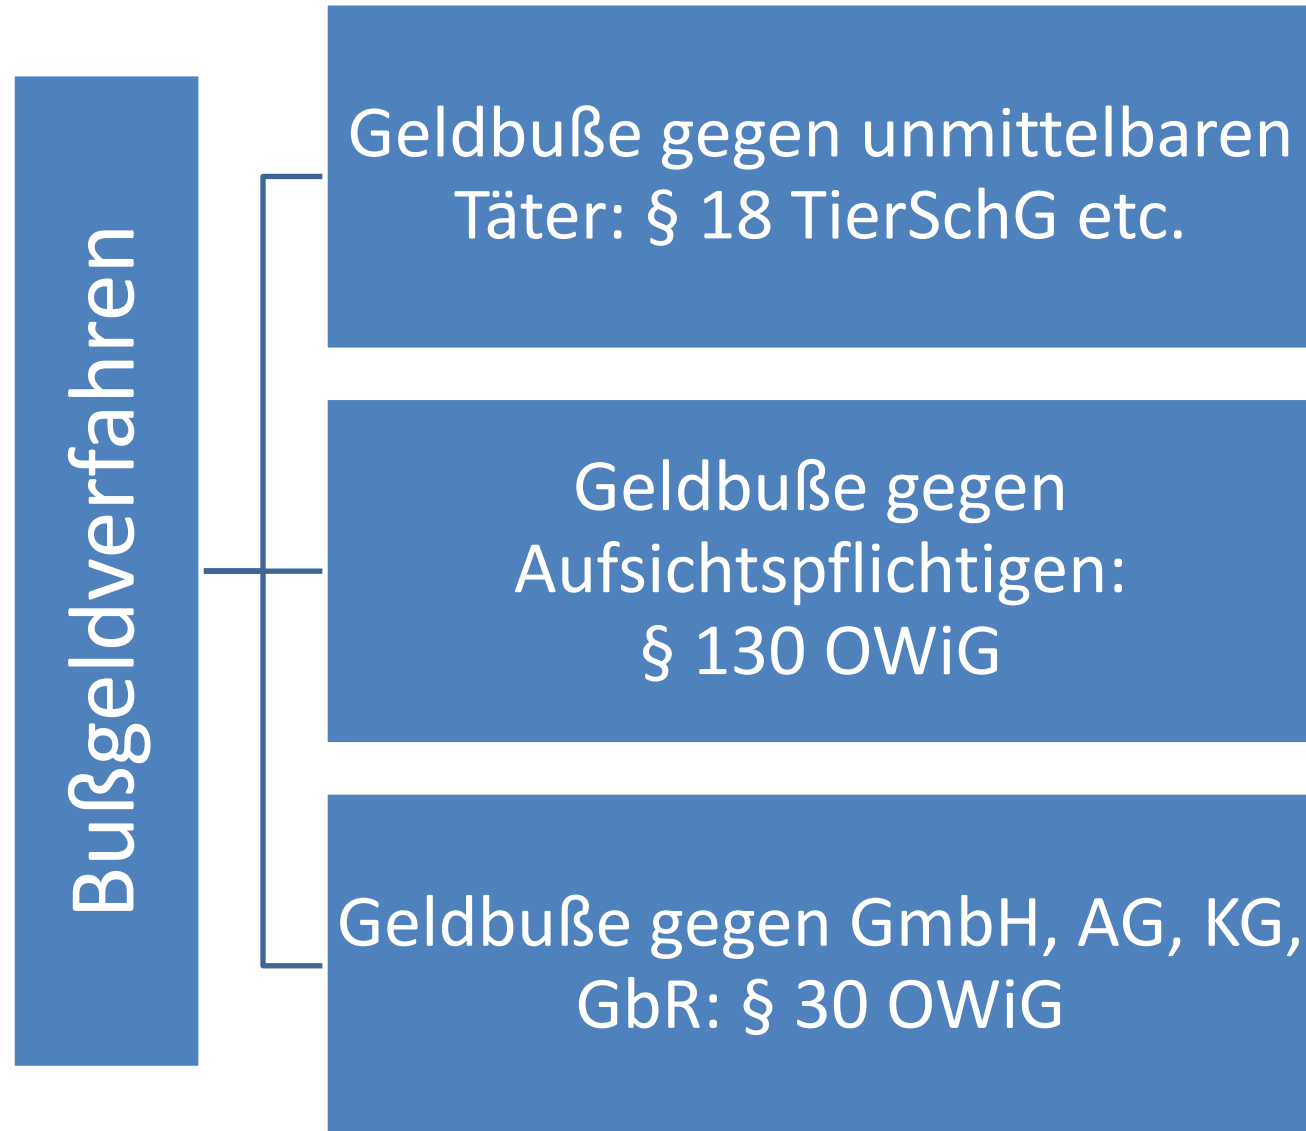 Bußgeldverfahren
Geldbuße gegen unmittelbaren
Täter: § 18 TierSchG etc.
Geldbuße gegen
Aufsichtspflichtigen:
§ 130 OWiG
Geldbuße gegen GmbH, AG, KG,
GbR: § 30 OWiG